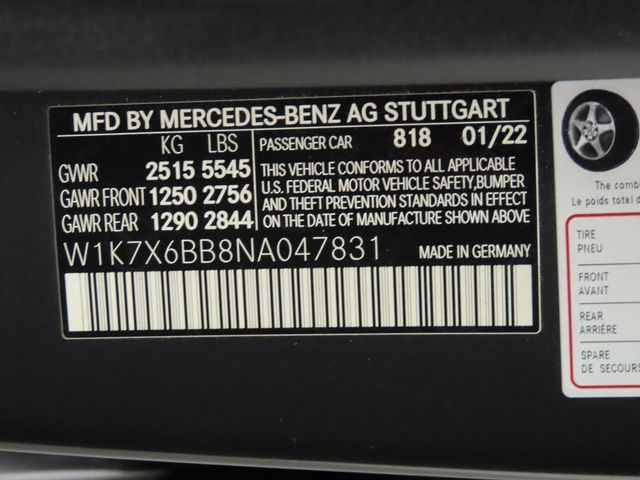 MFD BY MERCEDES-BENZ AG STUTTGART
KG LBS PASSENGER CAR 818 01/22
GVWR 2515 5545
GAWR FRONT 1250 2756
GAWR REAR 1290 2844
THIS VEHICLE CONFORMS TO ALL APPLICABLE
U.S. FEDERAL MOTOR VEHICLE SAFETY,BUMPER
AND THEFT PREVENTION STANDARDS IN EFFECT
ON THE DATE OF MANUFACTURE SHOWN ABOVE
W1K7X6BB8NA047831 MADE IN GERMANY
The com
Le poids total d
TIRE
PNEU
FRONT
AVANT
REAR
ARRIÈRE
SPARE
DE SECOURS